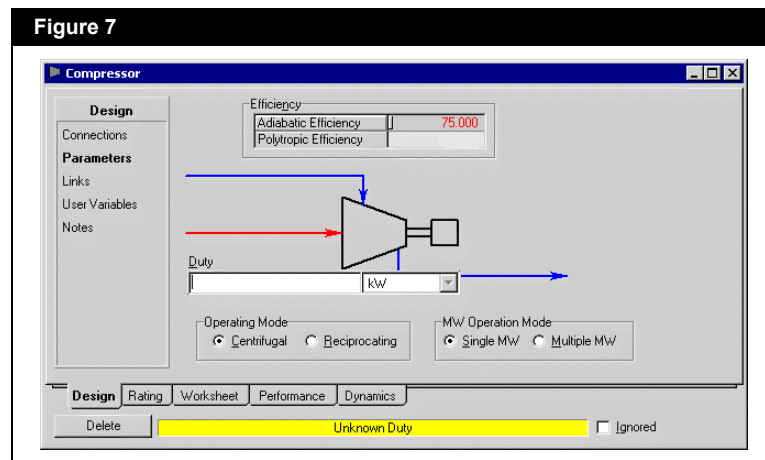 Figure 7
Compressor
Design
Connections
Parameters
Links
User Variables
Notes
Efficiency
Adiabatic Efficiency 75.000
Polytropic Efficiency
Duty
kW
Operating Mode
Centrifugal Reciprocating
MW Operation Mode
Single MW Multiple MW
Design Rating Worksheet Performance Dynamics
Delete Unknown Duty Ignored